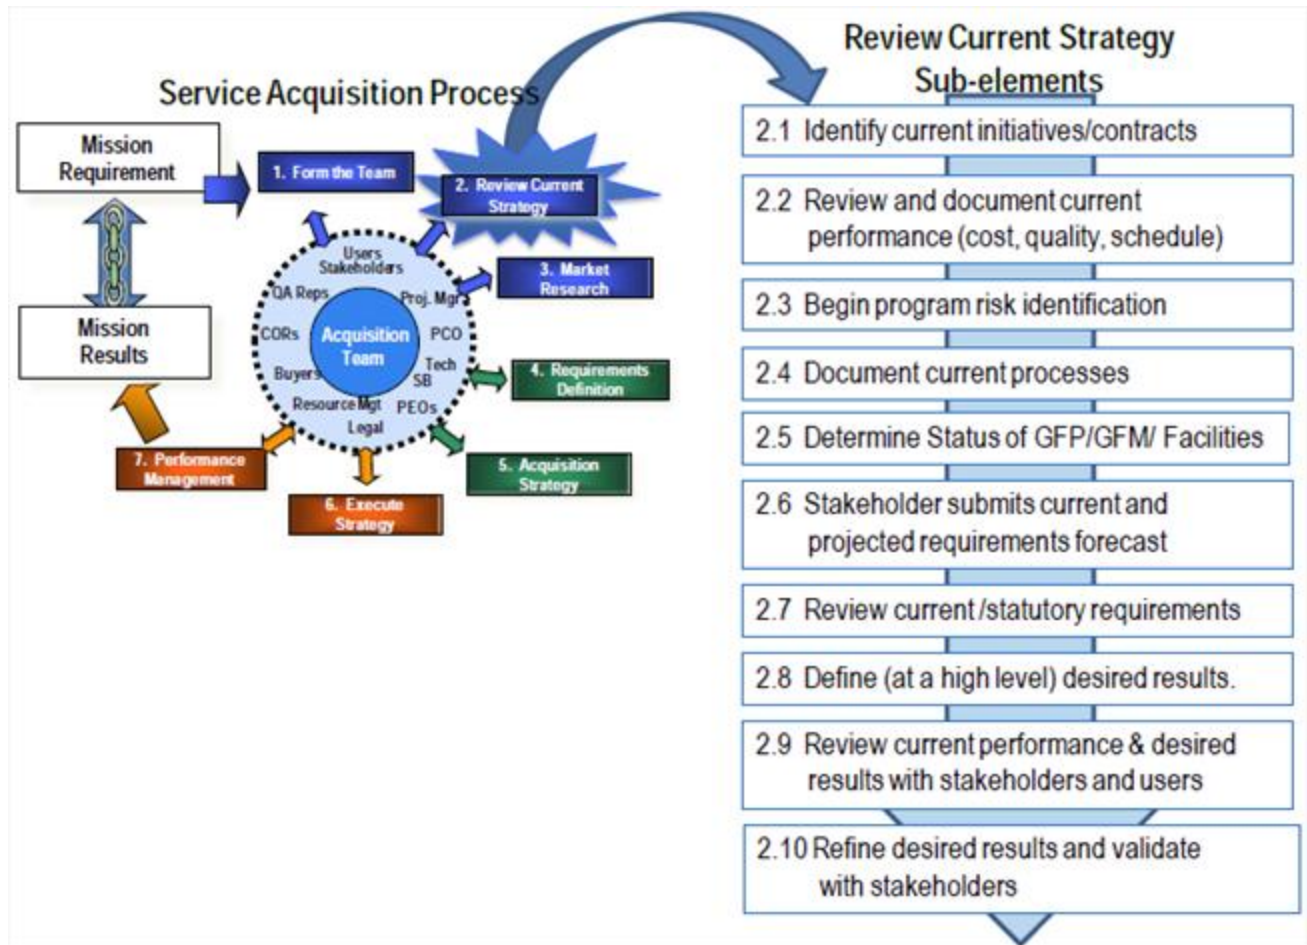 Service Acquisition Process
Mission
Requirement
Mission
Results
1. Form the Team
2. Review Current
Strategy
3. Market
Research
4. Requirements
Definition
5. Acquisition
Strategy
6. Execute
Strategy
7. Performance
Management
Users
Stakeholders
QA Reps
Proj. Mgr
CORs
Acquisition
Team
PCO
Buyers
Tech
SB
Resource Mgt
PEOs
Legal
Review Current Strategy
Sub-elements
2.1 Identify current initiatives/contracts
2.2 Review and document current
performance (cost, quality, schedule)
2.3 Begin program risk identification
2.4 Document current processes
2.5 Determine Status of GFP/GFM/ Facilities
2.6 Stakeholder submits current and
projected requirements forecast
2.7 Review current /statutory requirements
2.8 Define (at a high level) desired results.
2.9 Review current performance & desired
results with stakeholders and users
2.10 Refine desired results and validate
with stakeholders